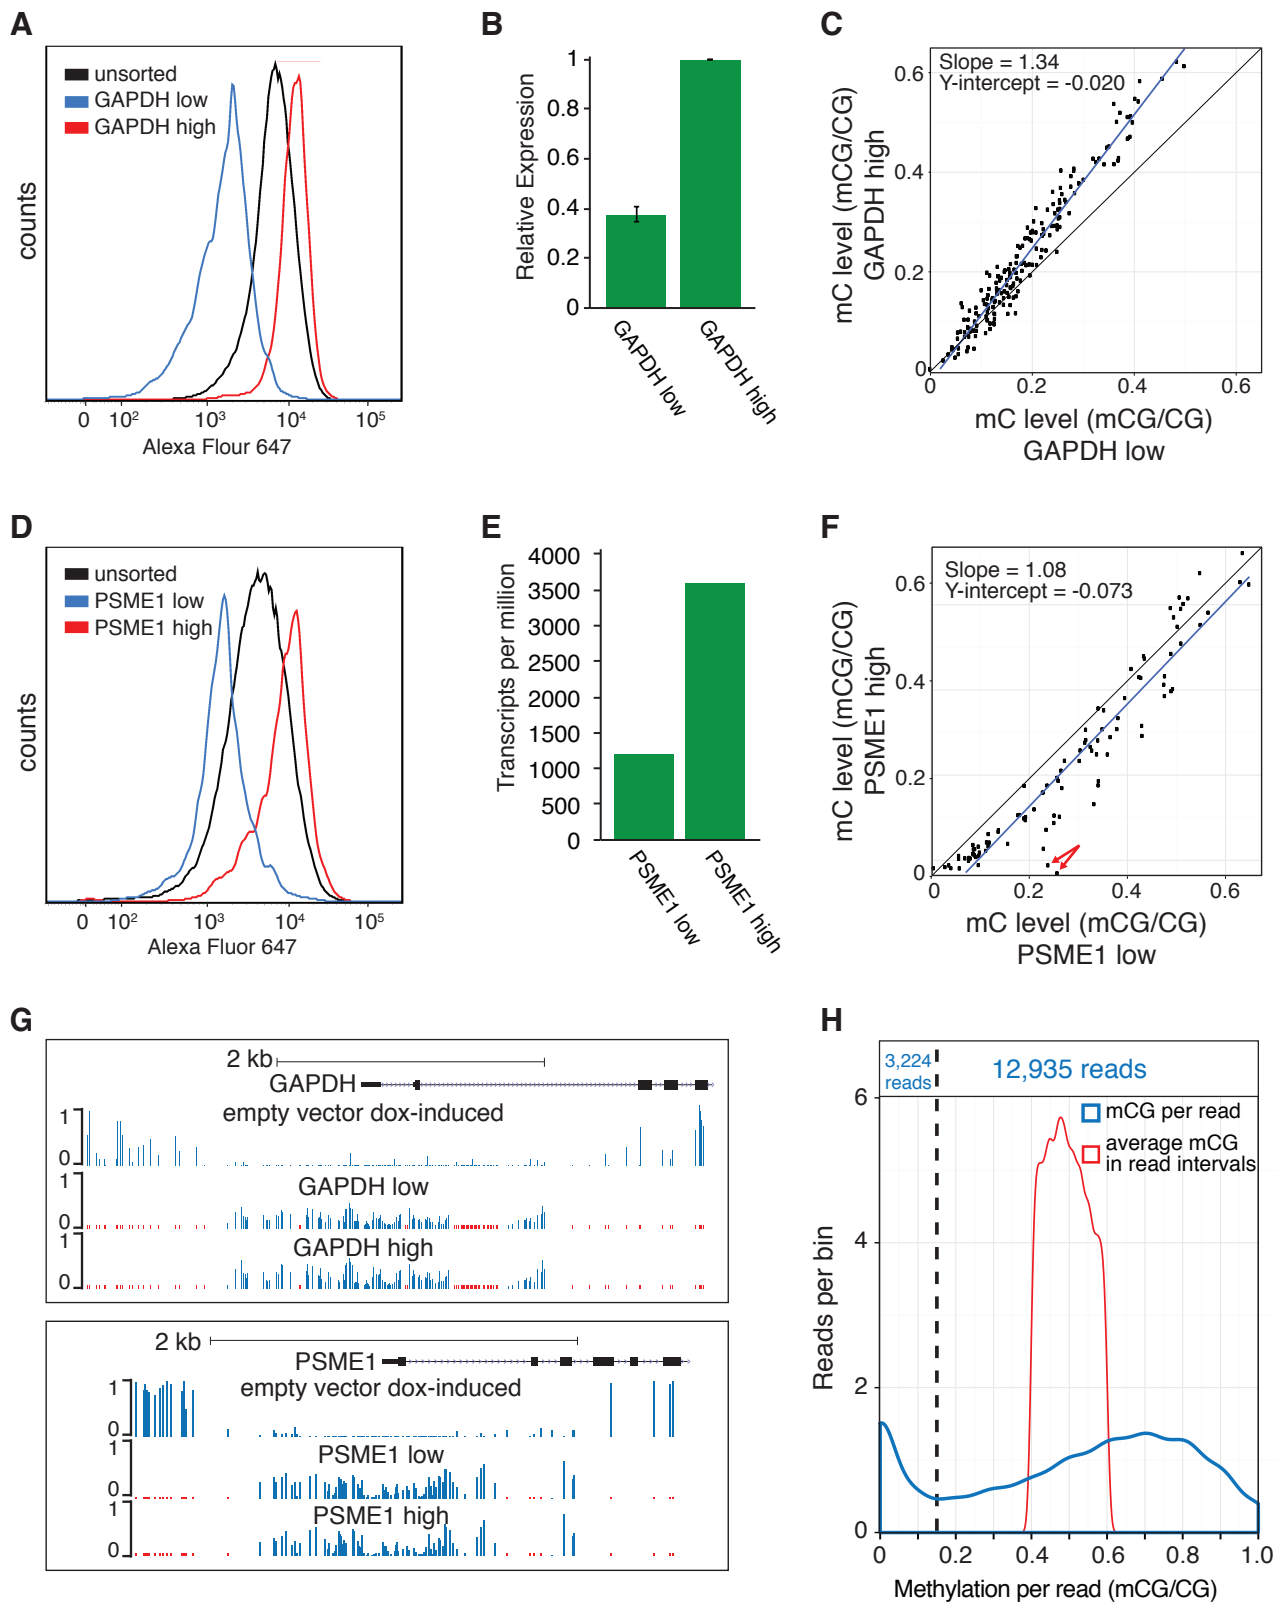 A
unsorted
GAPDH low
GAPDH high
counts
0 10² 10³ 10⁴ 10⁵
Alexa Flour 647
B
Relative Expression
1
0.8
0.6
0.4
0.2
0
GAPDH low
GAPDH high
C
Slope = 1.34
Y-intercept = -0.020
mC level (mCG/CG)
GAPDH high
0.6
0.4
0.2
0
0 0.2 0.4 0.6
mC level (mCG/CG)
GAPDH low
D
unsorted
PSME1 low
PSME1 high
counts
0 10² 10³ 10⁴ 10⁵
Alexa Fluor 647
E
Transcripts per million
4000
3500
3000
2500
2000
1500
1000
500
0
PSME1 low
PSME1 high
F
Slope = 1.08
Y-intercept = -0.073
mC level (mCG/CG)
PSME1 high
0.6
0.4
0.2
0
0 0.2 0.4 0.6
mC level (mCG/CG)
PSME1 low
G
2 kb
GAPDH
empty vector dox-induced
1
0
GAPDH low
1
0
GAPDH high
1
0
2 kb
PSME1
empty vector dox-induced
1
0
PSME1 low
1
0
PSME1 high
1
0
H
3,224
reads
12,935 reads
mCG per read
average mCG
in read intervals
Reads per bin
6
4
2
0
0 0.2 0.4 0.6 0.8 1.0
Methylation per read (mCG/CG)